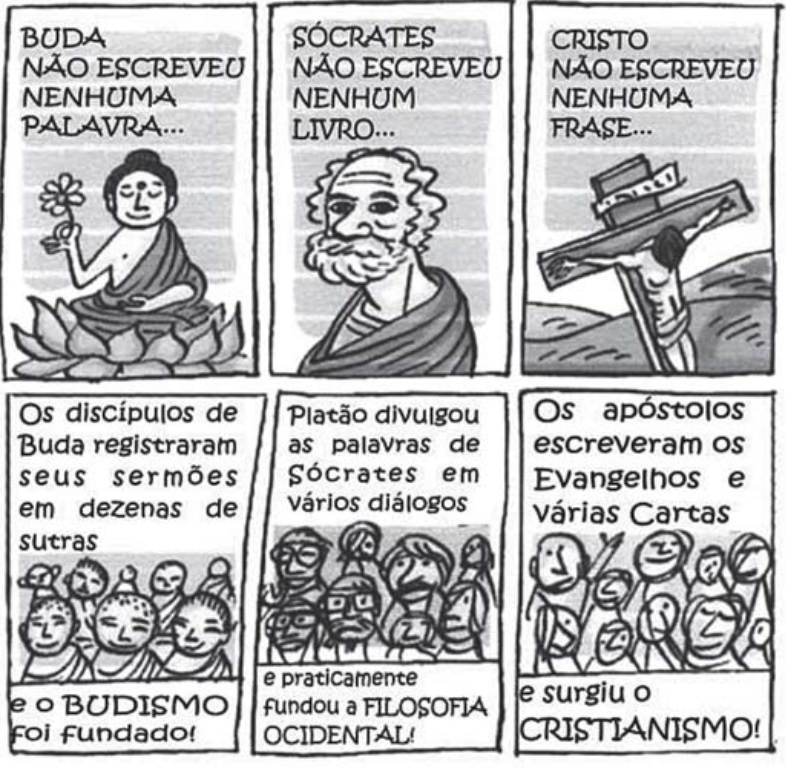 BUDA
NÃO ESCREVEU
NENHUMA
PALAVRA...
SÓCRATES
NÃO ESCREVEU
NENHUM
LIVRO...
CRISTO
NÃO ESCREVEU
NENHUMA
FRASE...
Os discípulos de
Buda registraram
seus sermões
em dezenas de
sutras
e o BUDISMO
foi fundado!
Platão divulgou
as palavras de
Sócrates em
vários diálogos
e praticamente
fundou a FILOSOFIA
OCIDENTAL!
Os apóstolos
escreveram os
Evangelhos e
várias Cartas
e surgiu o
CRISTIANISMO!